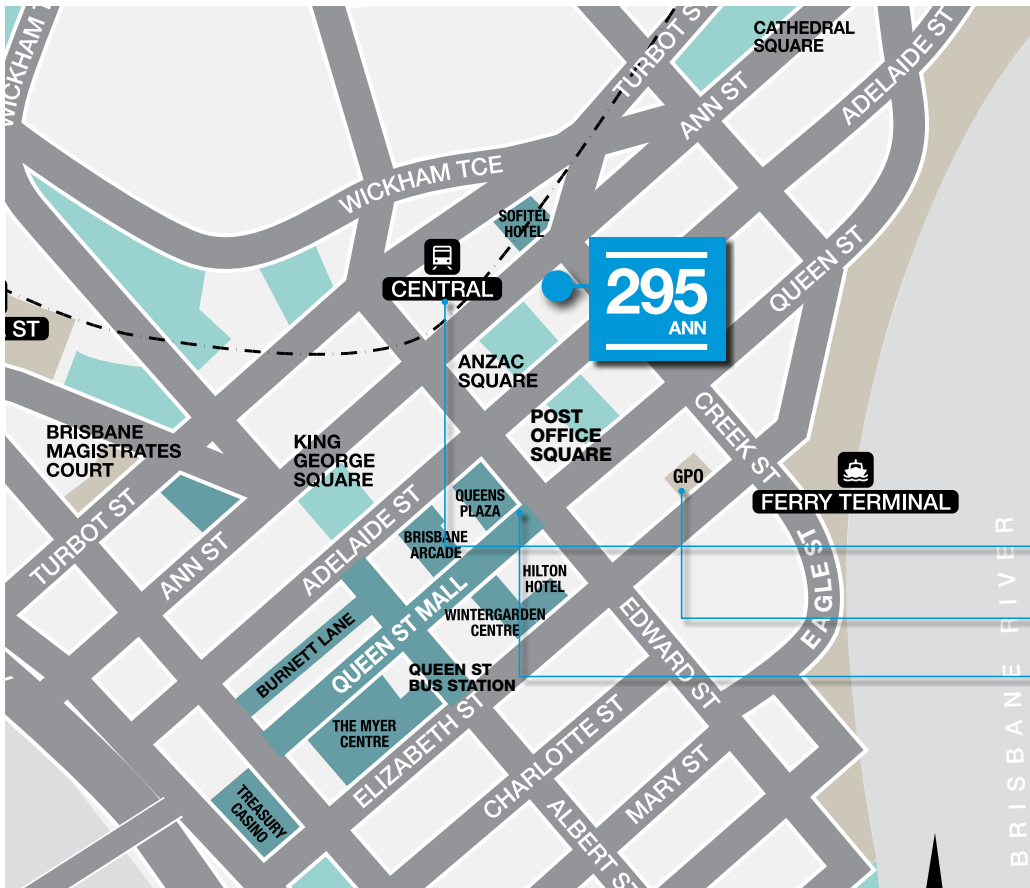 WICKHAM T
CATHEDRAL
SQUARE
TURBOT ST
ADELAIDE ST
ANN ST
WICKHAM TCE
SOFITEL
HOTEL
QUEEN ST
CENTRAL
295
ANN
ST
ANZAC
SQUARE
CREEK ST
POST
OFFICE
SQUARE
BRISBANE
MAGISTRATES
COURT
KING
GEORGE
SQUARE
GPO
FERRY TERMINAL
QUEENS
PLAZA
TURBOT ST
ANN ST
ADELAIDE ST
BRISBANE
ARCADE
EAGLE ST
HILTON
HOTEL
WINTERGARDEN
CENTRE
BURNETT LANE
QUEEN ST MALL
EDWARD ST
QUEEN ST
BUS STATION
THE MYER
CENTRE
ELIZABETH ST
CHARLOTTE ST
MARY ST
TREASURY
CASINO
ALBERT ST
BRISBANE RIVER